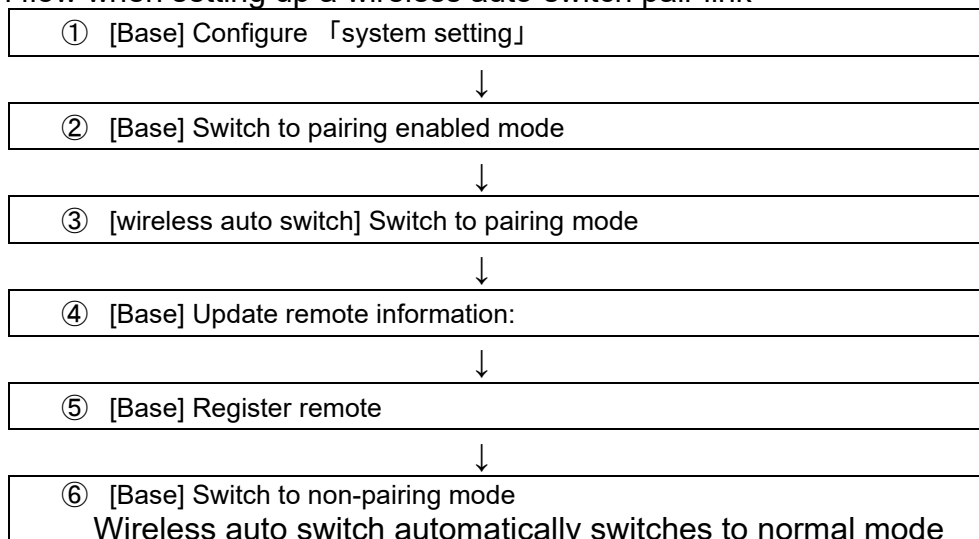 when setting up a wireless auto switch pair link
① [Base] Configure 「system setting」
↓
② [Base] Switch to pairing enabled mode
↓
③ [wireless auto switch] Switch to pairing mode
↓
④ [Base] Update remote information:
↓
⑤ [Base] Register remote
↓
⑥ [Base] Switch to non-pairing mode
Wireless auto switch automatically switches to normal mode